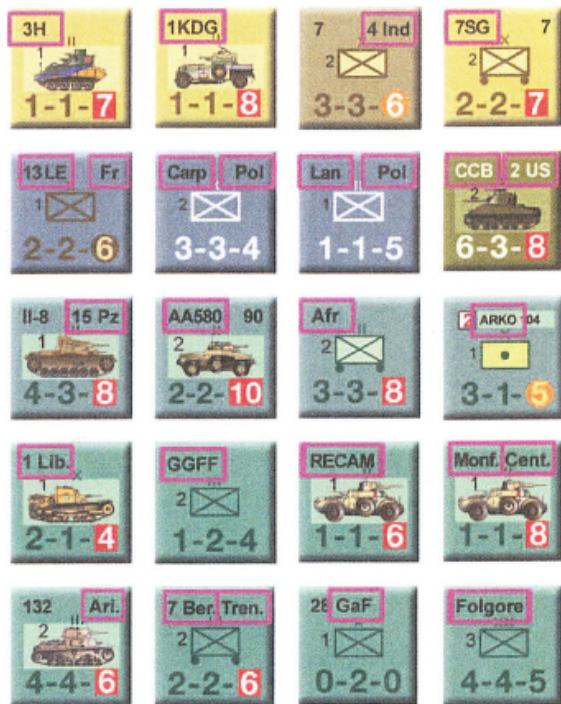 3H
1
1-1-7
1KDG
1
1-1-8
7 4 Ind
2
3-3-6
7SG 7
2
2-2-7
13LE Fr
1
2-2-6
Carp Pol
2
3-3-4
Lan Pol
1
1-1-5
CCB 2 US
2
6-3-8
II-8 15 Pz
1
4-3-8
AA580 90
2
2-2-10
Afr
2
3-3-8
2 ARKO 104
1
3-1-5
1 Lib.
1
2-1-4
GGFF
2
1-2-4
RECAM
1
1-1-6
Monf. Cent.
1
1-1-8
132 Ari.
2
4-4-6
7 Ber. Tren.
2
2-2-6
28 GaF
1
0-2-0
Folgore
3
4-4-5